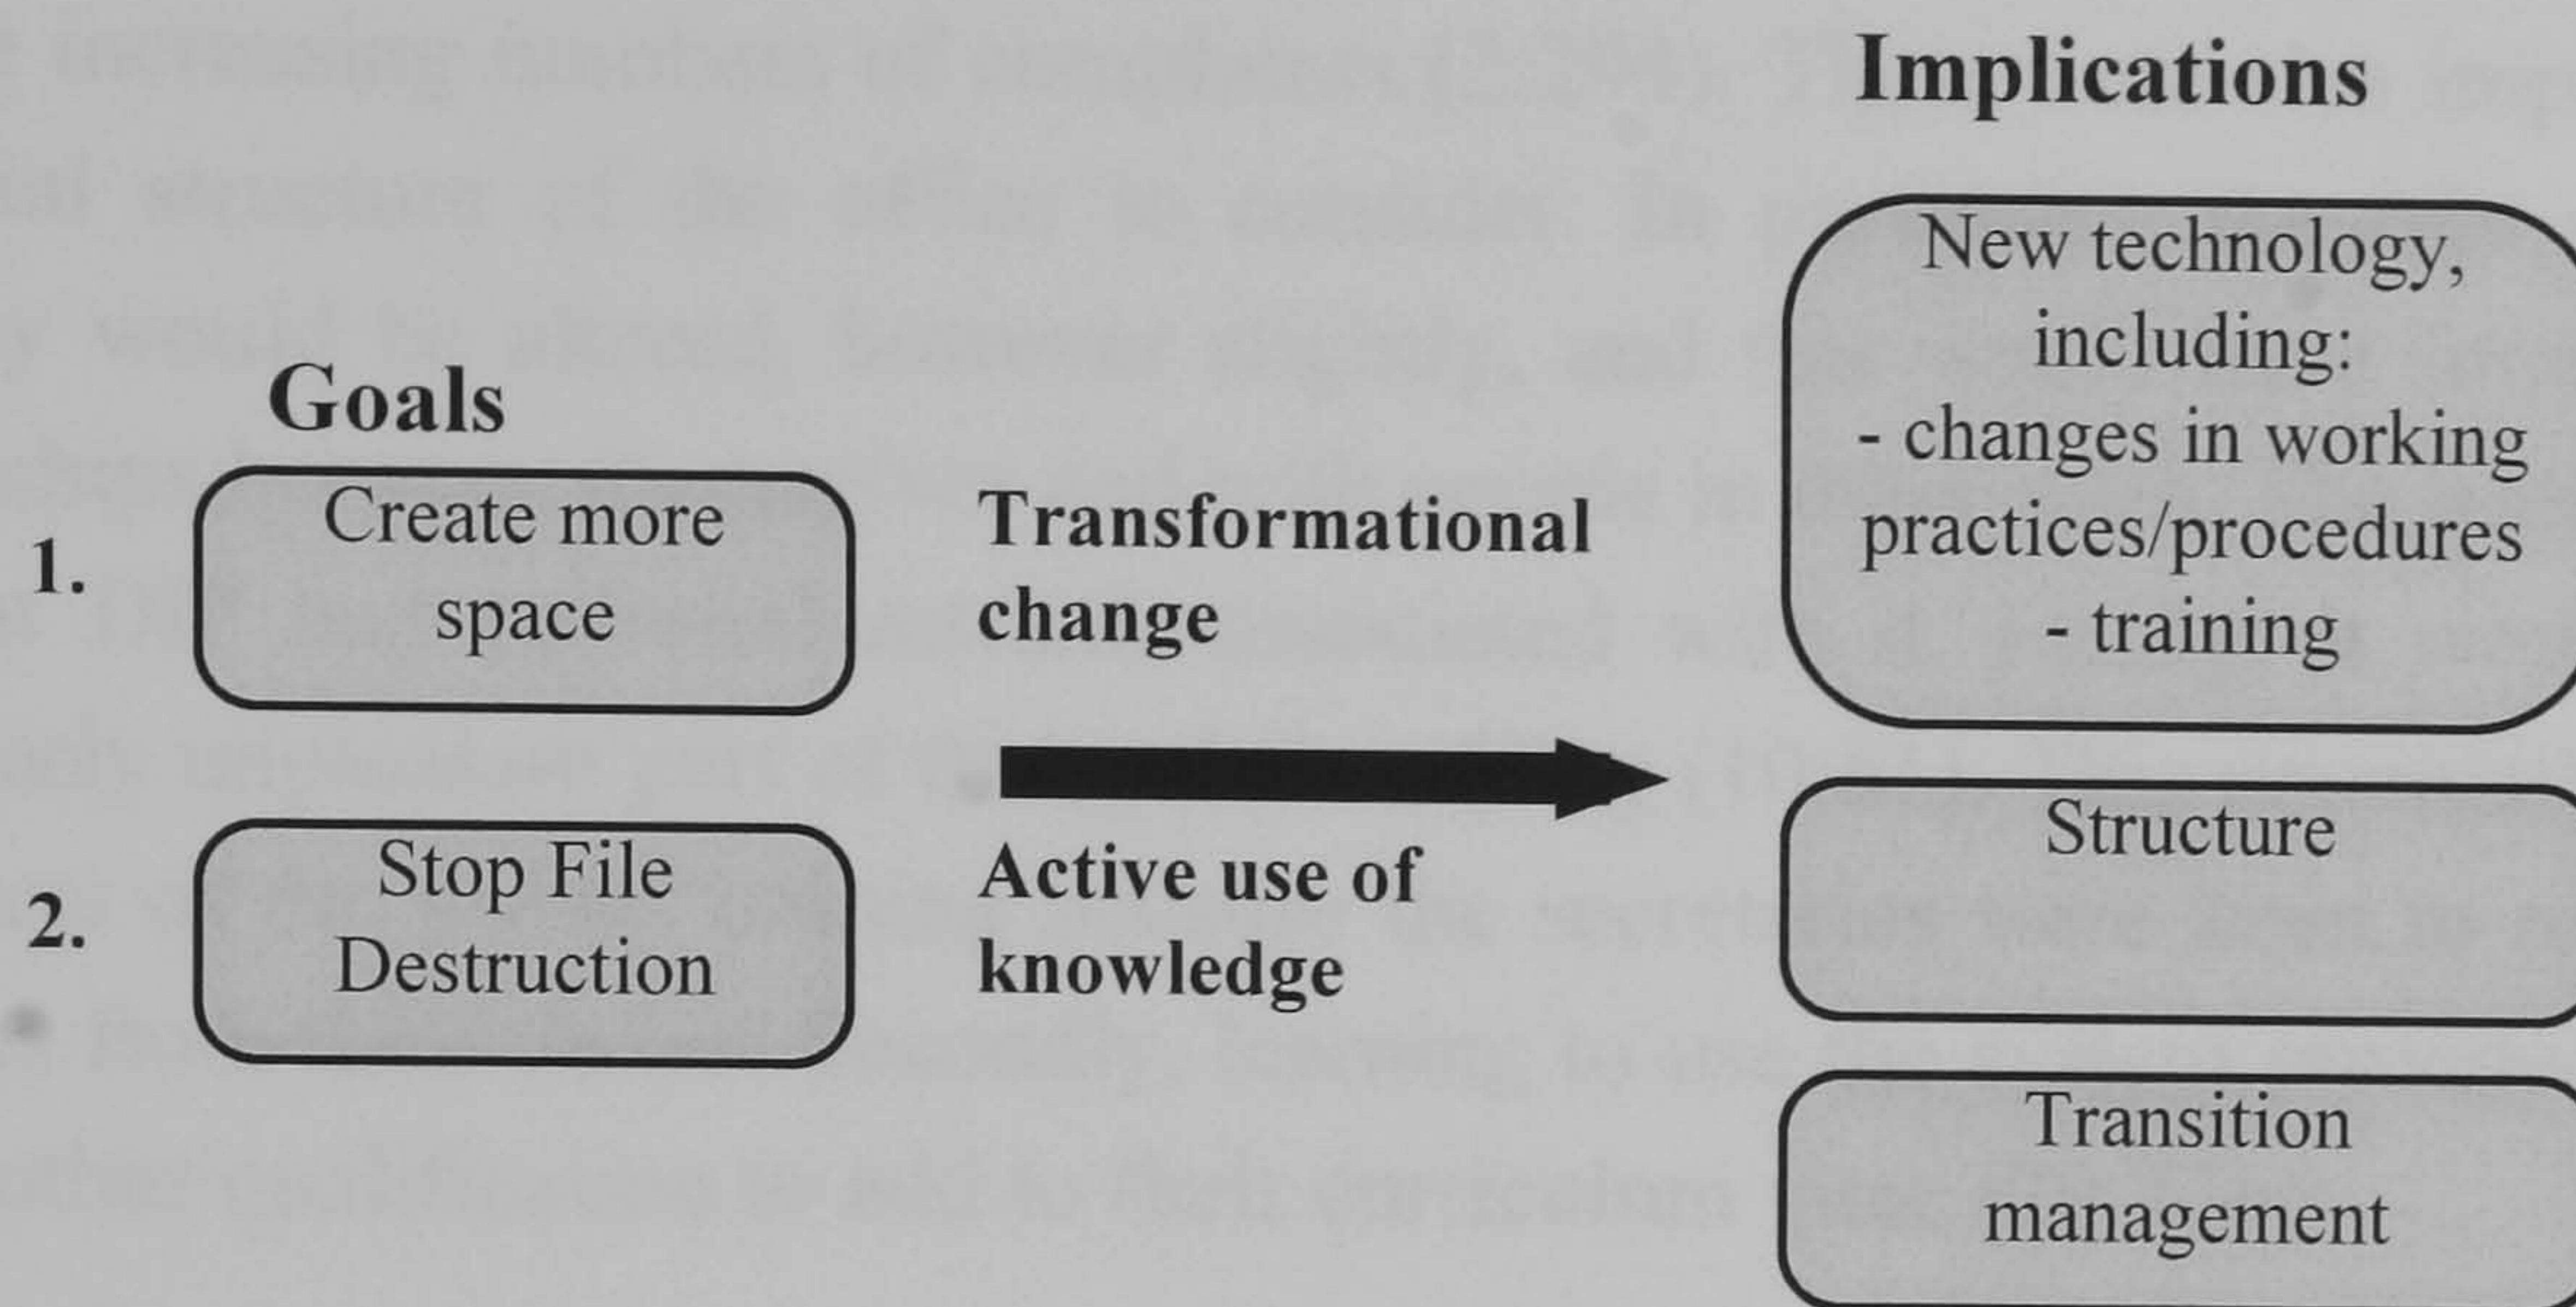 Implications
New technology,
including:
- changes in working
practices/procedures
- training
Goals
1.
Create more
space
Transformational
change
2.
Stop File
Destruction
Active use of
knowledge
Structure
Transition
management